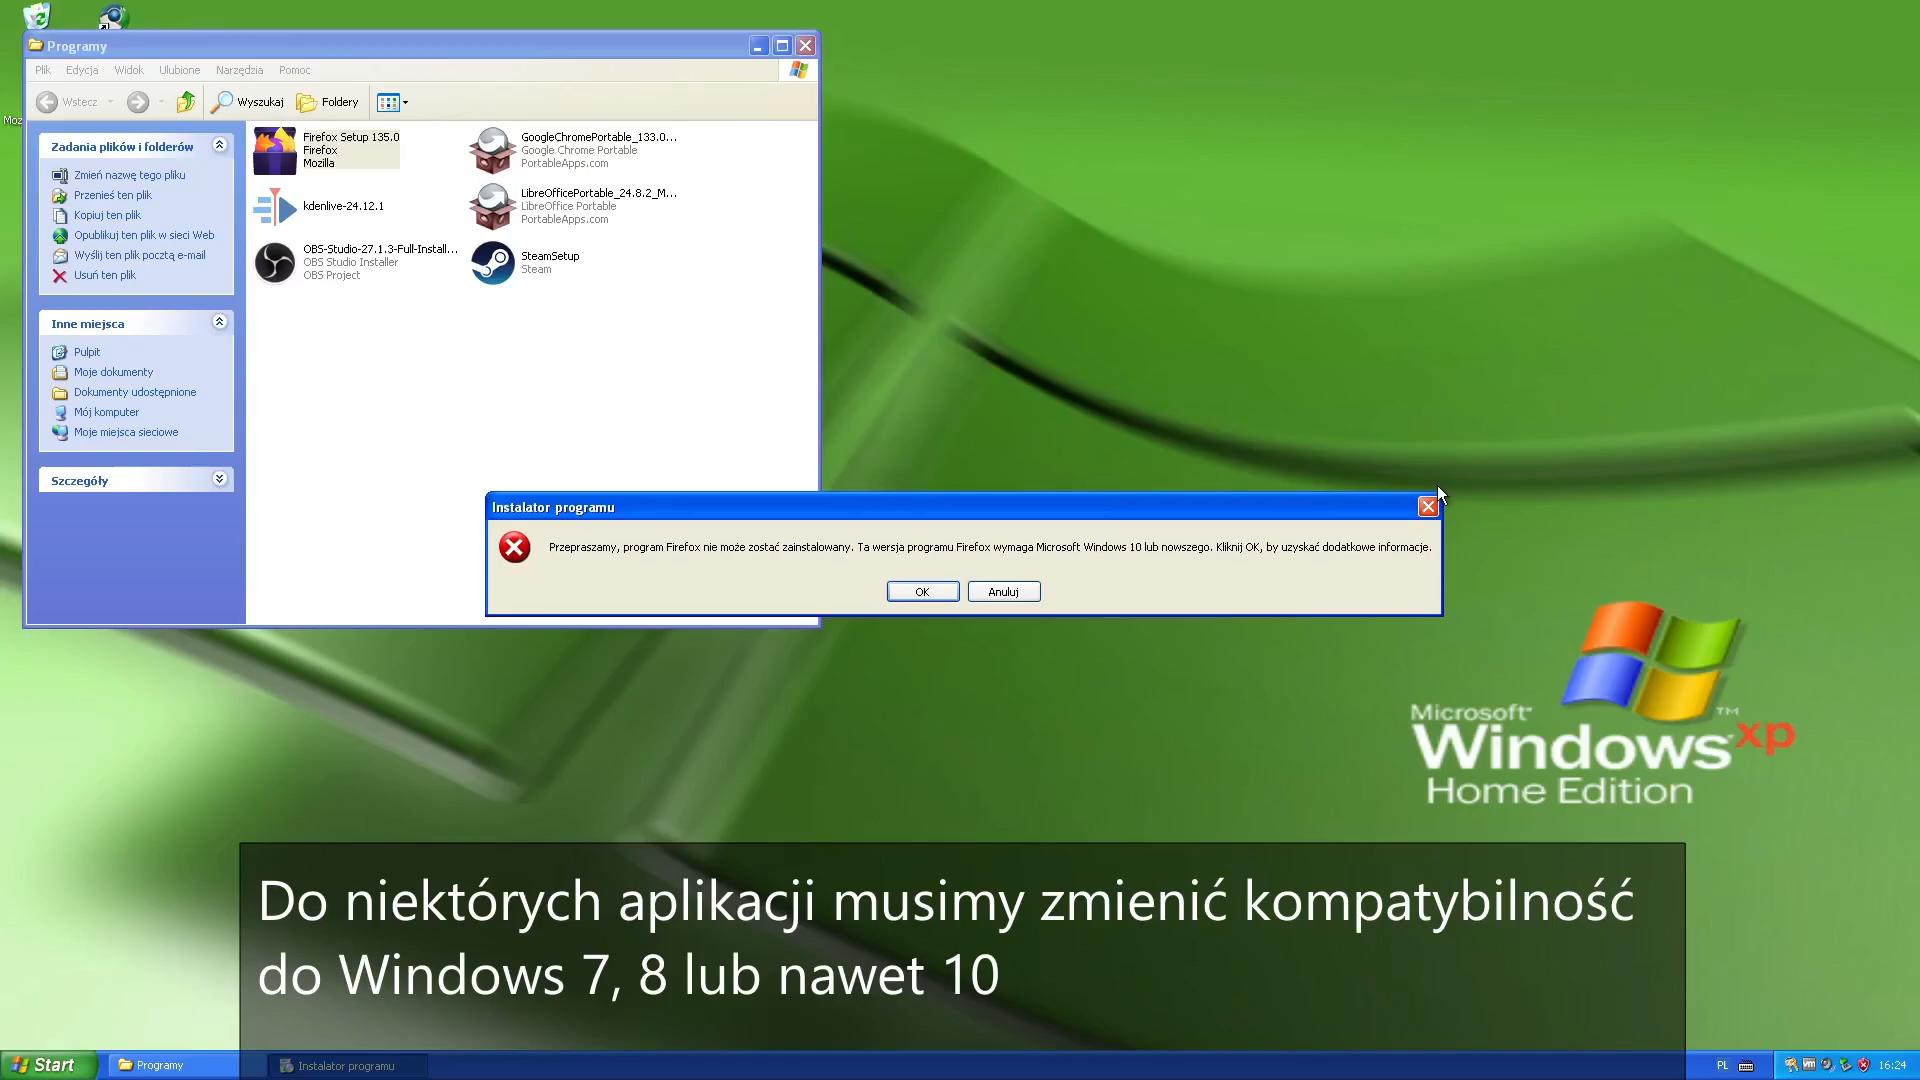 Programy
Plik Edycja Widok Ulubione Narzędzia Pomoc
Wstecz Wyszukaj Foldery
Zadania plików i folderów
Zmień nazwę tego pliku
Przenieś ten plik
Kopiuj ten plik
Opublikuj ten plik w sieci Web
Wyślij ten plik pocztą e-mail
Usuń ten plik
Inne miejsca
Pulpit
Moje dokumenty
Dokumenty udostępnione
Mój komputer
Moje miejsca sieciowe
Szczegóły
Firefox Setup 135.0
Firefox
Mozilla
GoogleChromePortable_133.0...
Google Chrome Portable
PortableApps.com
kdenlive-24.12.1
LibreOfficePortable_24.8.2_M...
LibreOffice Portable
PortableApps.com
OBS-Studio-27.1.3-Full-Install...
OBS Studio Installer
OBS Project
SteamSetup
Steam
Moz
Instalator programu
Przepraszamy, program Firefox nie może zostać zainstalowany. Ta wersja programu Firefox wymaga Microsoft Windows 10 lub nowszego. Kliknij OK, by uzyskać dodatkowe informacje.
OK Anuluj
Microsoft®
Windows xp ™
Home Edition
Do niektórych aplikacji musimy zmienić kompatybilność
do Windows 7, 8 lub nawet 10
Start Programy Instalator programu PL 16:24